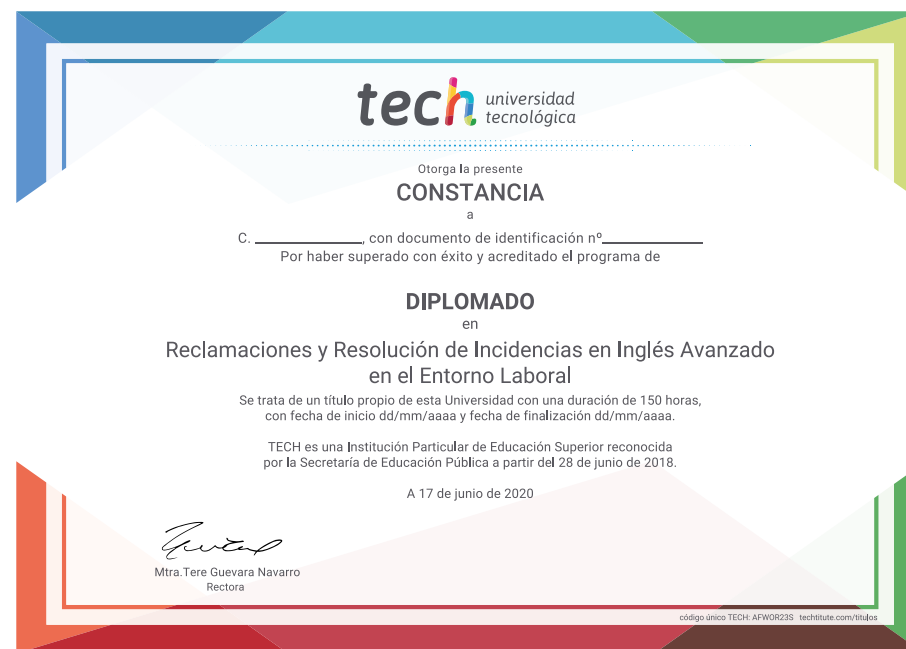 tech universidad
tecnológica
Otorga la presente
CONSTANCIA
a
C. ____________, con documento de identificación nº____________
Por haber superado con éxito y acreditado el programa de
DIPLOMADO
en
Reclamaciones y Resolución de Incidencias en Inglés Avanzado
en el Entorno Laboral
Se trata de un título propio de esta Universidad con una duración de 150 horas,
con fecha de inicio dd/mm/aaaa y fecha de finalización dd/mm/aaaa.
TECH es una Institución Particular de Educación Superior reconocida
por la Secretaría de Educación Pública a partir del 28 de junio de 2018.
A 17 de junio de 2020
Mtra.Tere Guevara Navarro
Rectora
código único TECH: AFWOR23S techtitute.com/titulos